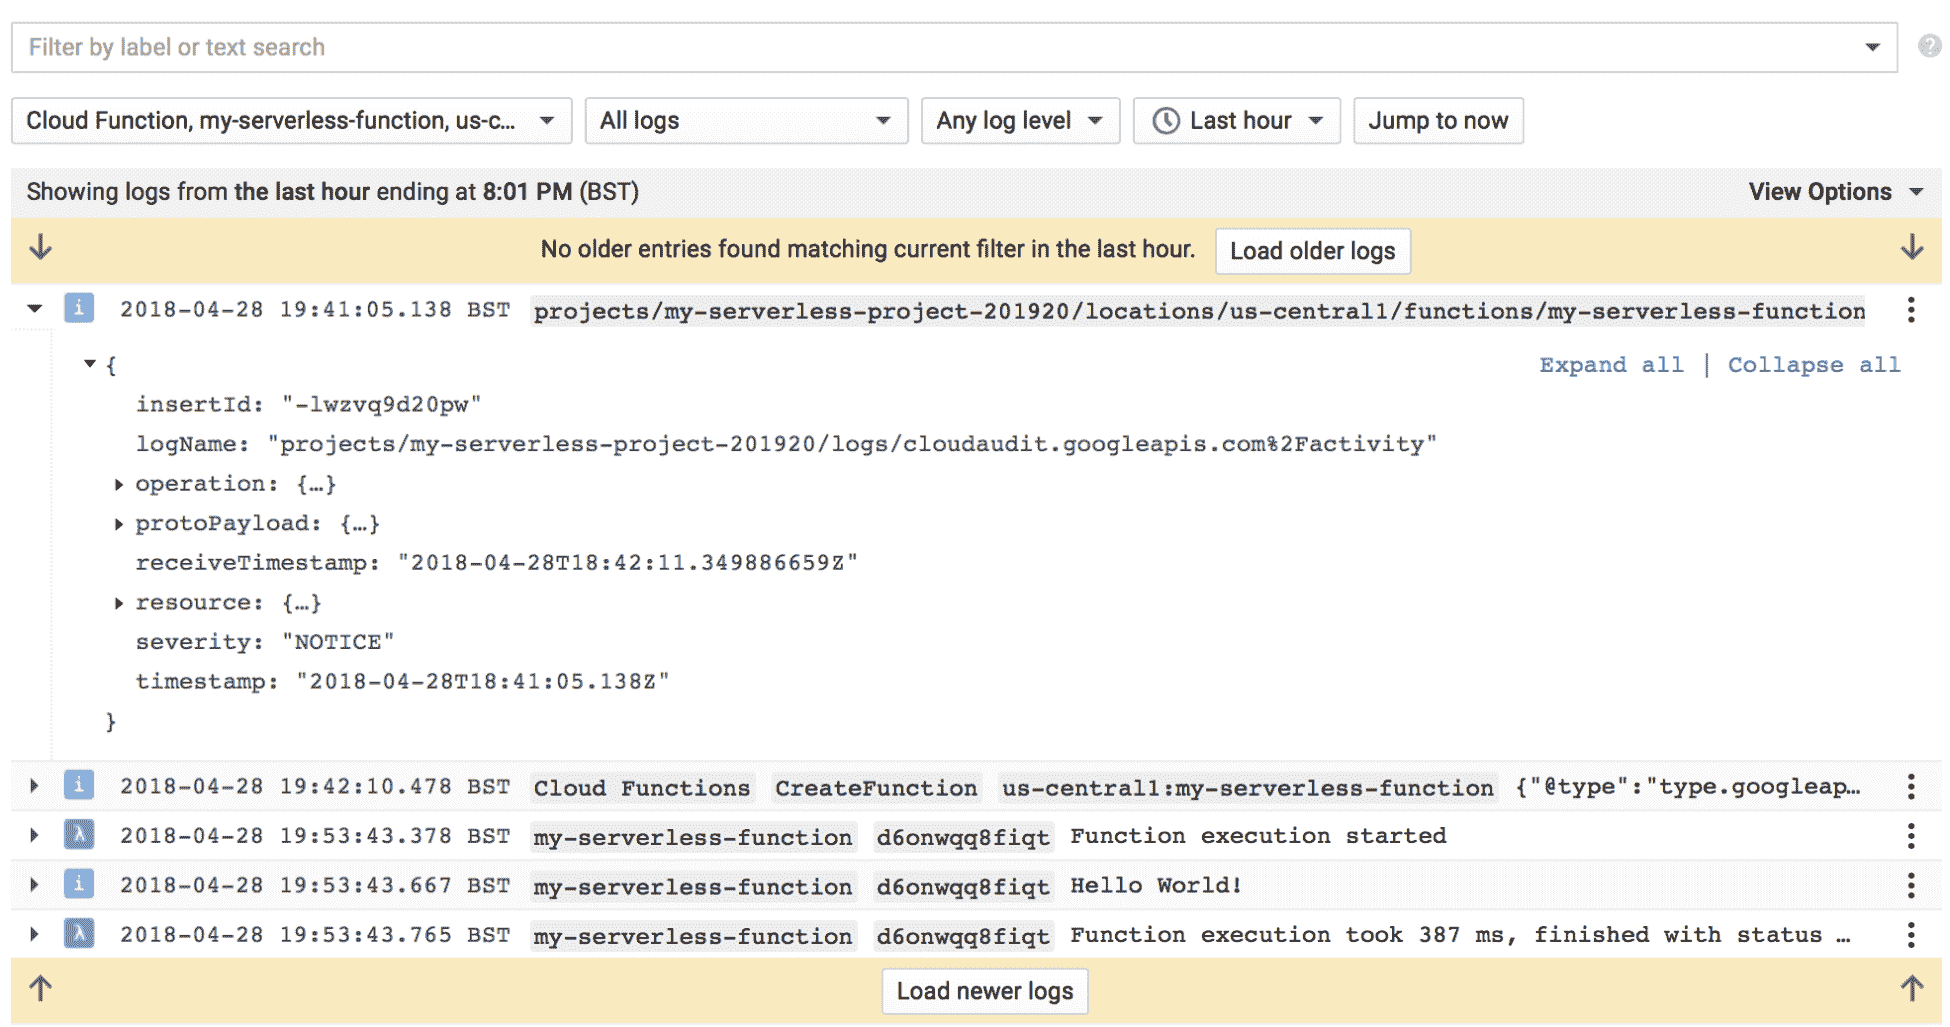 Filter by label or text search ?
Cloud Function, my-serverless-function, us-c... All logs Any log level Last hour Jump to now
Showing logs from the last hour ending at 8:01 PM (BST) View Options
No older entries found matching current filter in the last hour. Load older logs
i 2018-04-28 19:41:05.138 BST projects/my-serverless-project-201920/locations/us-central1/functions/my-serverless-function
{ Expand all | Collapse all
insertId: "-lwzvq9d20pw"
logName: "projects/my-serverless-project-201920/logs/cloudaudit.googleapis.com%2Factivity"
operation: {…}
protoPayload: {…}
receiveTimestamp: "2018-04-28T18:42:11.349886659Z"
resource: {…}
severity: "NOTICE"
timestamp: "2018-04-28T18:41:05.138Z"
}
i 2018-04-28 19:42:10.478 BST Cloud Functions CreateFunction us-central1:my-serverless-function {"@type":"type.googleap…
λ 2018-04-28 19:53:43.378 BST my-serverless-function d6onwqq8fiqt Function execution started
i 2018-04-28 19:53:43.667 BST my-serverless-function d6onwqq8fiqt Hello World!
λ 2018-04-28 19:53:43.765 BST my-serverless-function d6onwqq8fiqt Function execution took 387 ms, finished with status …
Load newer logs